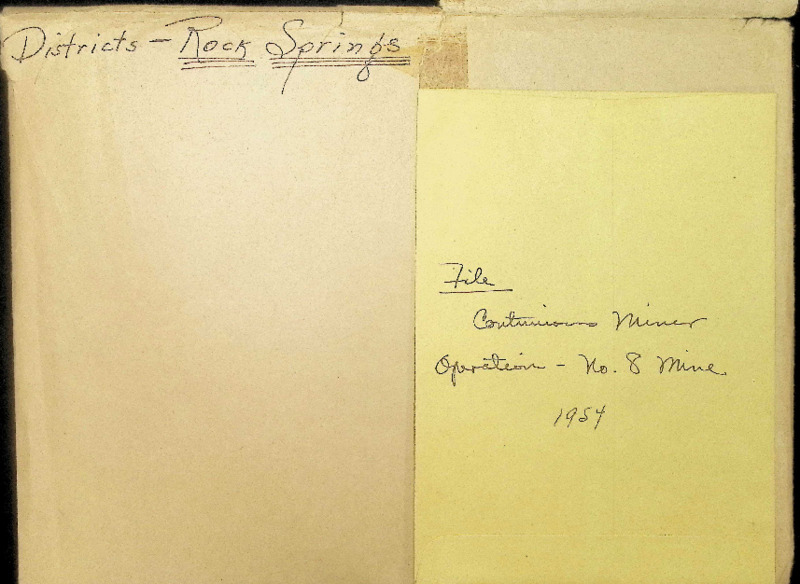 Districts - Rock Springs
File
Continuous Miner
Operation - No. 8 Mine
1954